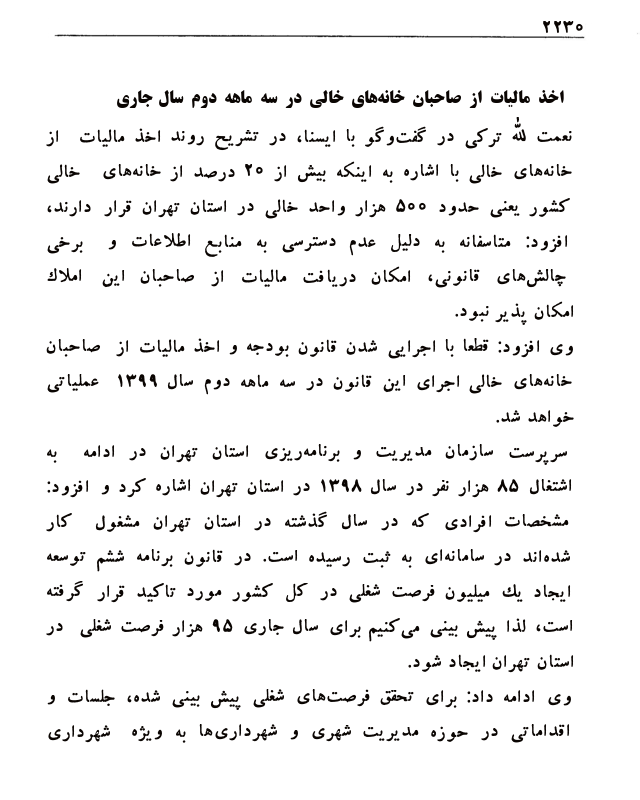 ۲۲۳۰
اخذ مالیات از صاحبان خانه‌های خالی در سه ماهه دوم سال جاری
نعمت لله ترکی در گفت‌وگو با ایسنا، در تشریح روند اخذ مالیات از
خانه‌های خالی با اشاره به اینکه بیش از ۲۰ درصد از خانه‌های خالی
کشور یعنی حدود ۵۰۰ هزار واحد خالی در استان تهران قرار دارند،
افزود: متاسفانه به دلیل عدم دسترسی به منابع اطلاعات و برخی
چالش‌های قانونی، امکان دریافت مالیات از صاحبان این املاك
امکان پذیر نبود.
وی افزود: قطعا با اجرایی شدن قانون بودجه و اخذ مالیات از صاحبان
خانه‌های خالی اجرای این قانون در سه ماهه دوم سال ۱۳۹۹ عملیاتی
خواهد شد.
سرپرست سازمان مدیریت و برنامه‌ریزی استان تهران در ادامه به
اشتغال ۸۵ هزار نفر در سال ۱۳۹۸ در استان تهران اشاره کرد و افزود:
مشخصات افرادی که در سال گذشته در استان تهران مشغول کار
شده‌اند در سامانه‌ای به ثبت رسیده است. در قانون برنامه ششم توسعه
ایجاد یك میلیون فرصت شغلی در کل کشور مورد تاکید قرار گرفته
است، لذا پیش بینی می‌کنیم برای سال جاری ۹۵ هزار فرصت شغلی در
استان تهران ایجاد شود.
وی ادامه داد: برای تحقق فرصت‌های شغلی پیش بینی شده، جلسات و
اقداماتی در حوزه مدیریت شهری و شهرداری‌ها به ویژه شهرداری